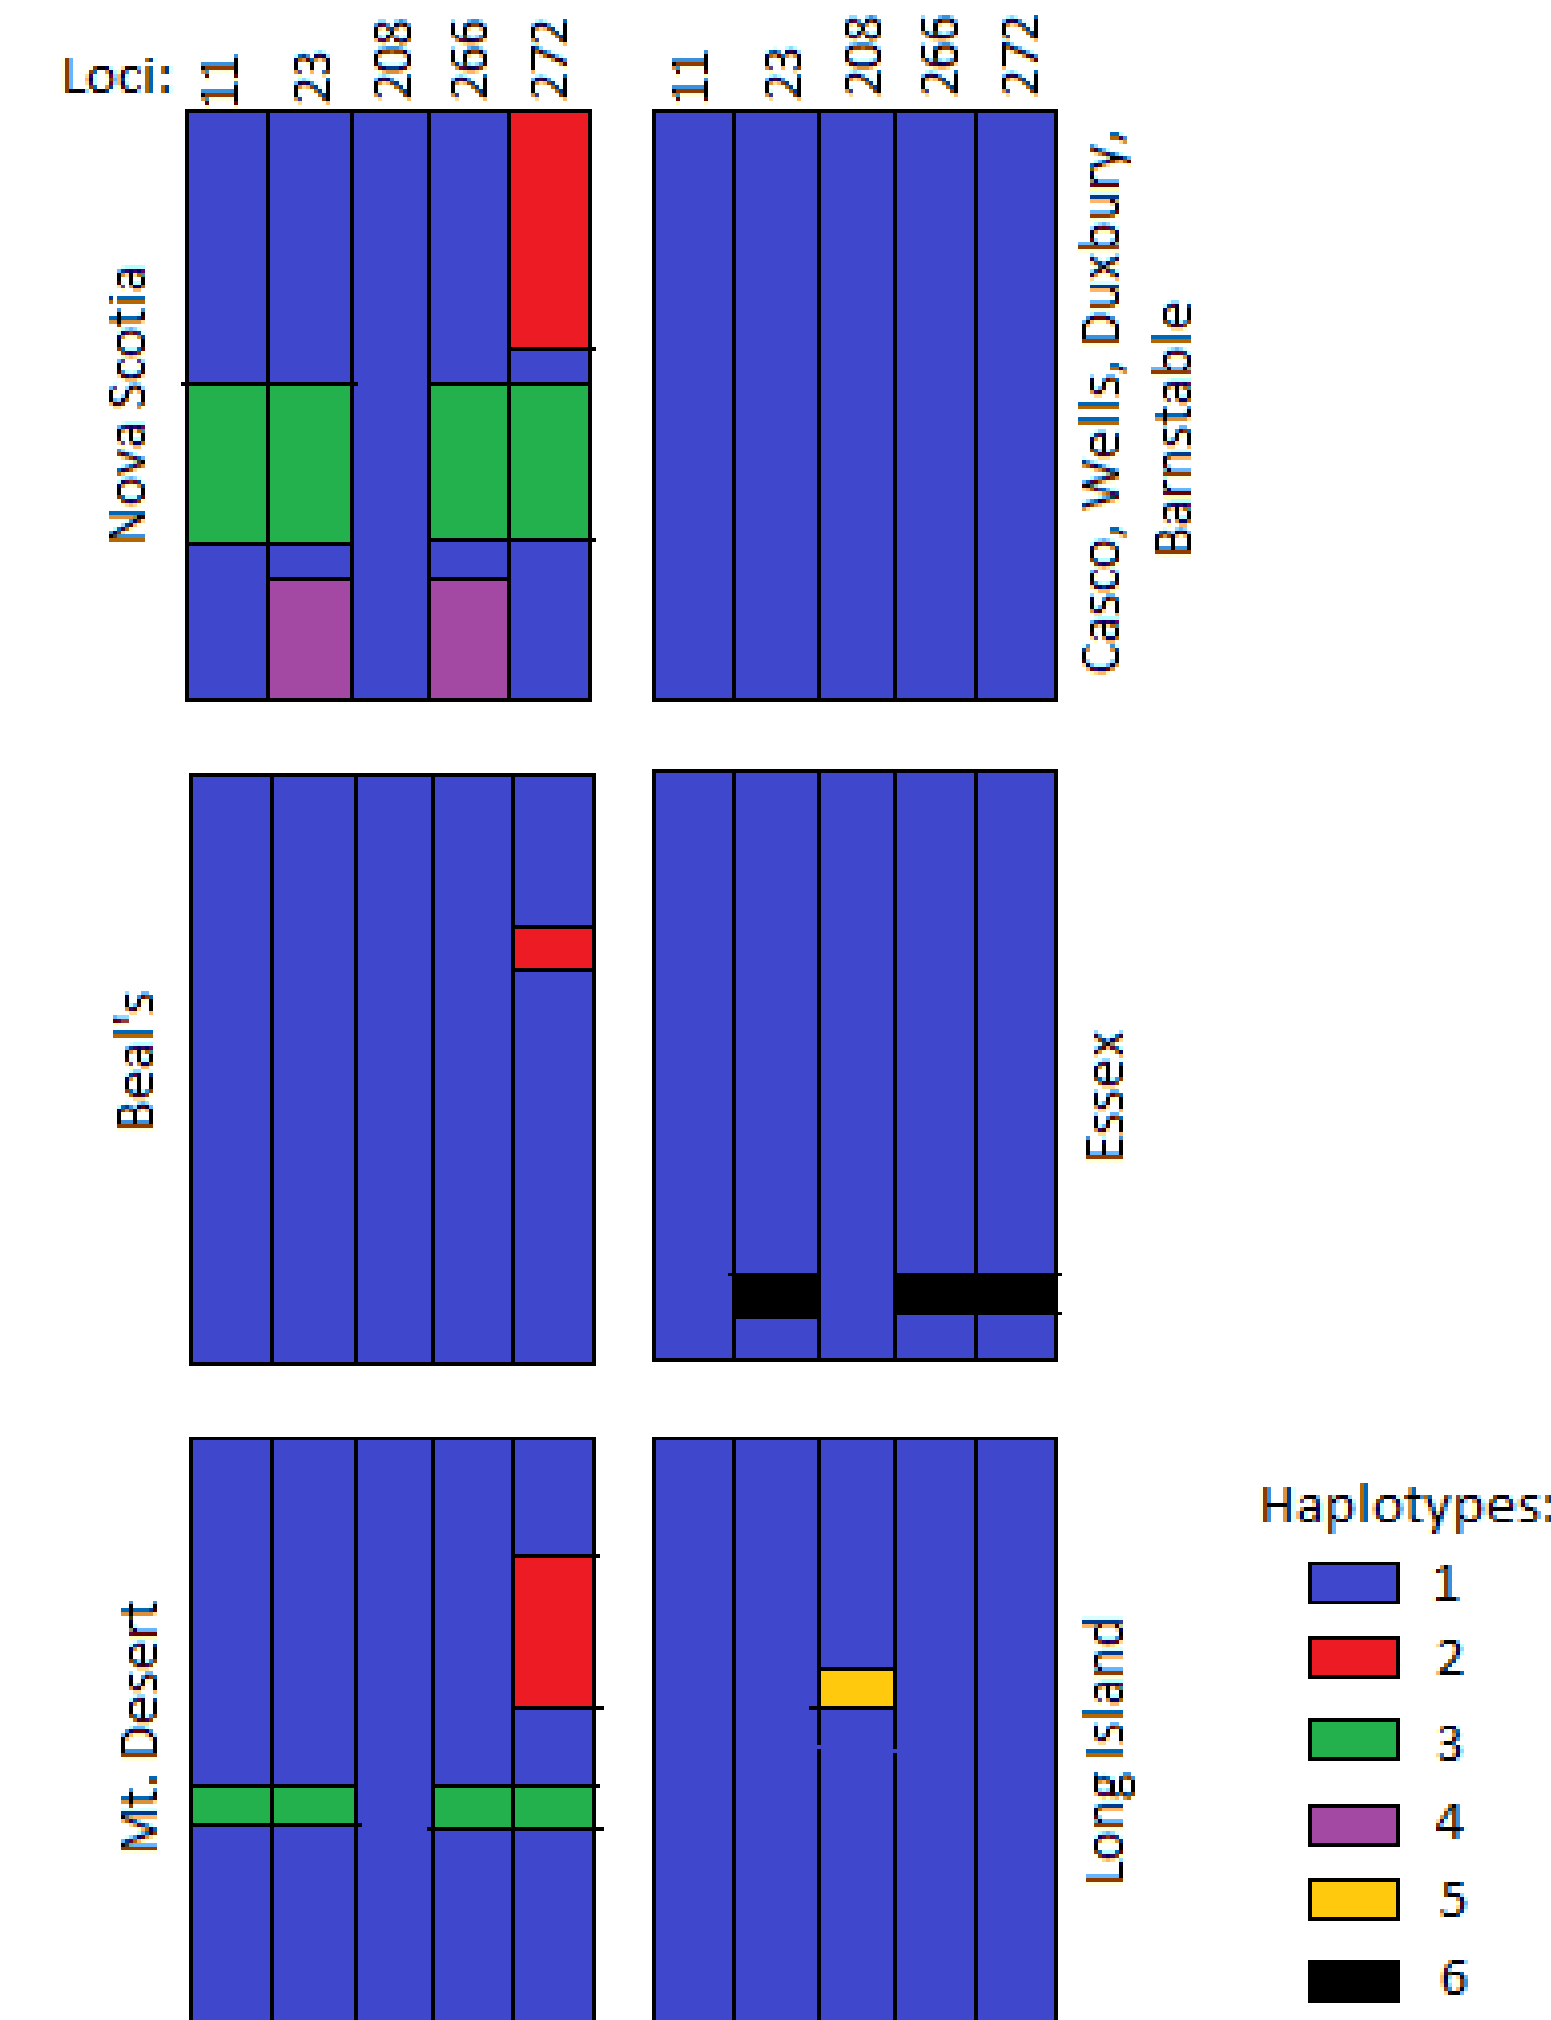 Loci: 11 23 208 266 272 11 23 208 266 272
Nova Scotia
Casco, Wells, Duxbury,
Barnstable
Beal's
Essex
Mt. Desert
Long Island
Haplotypes:
1
2
3
4
5
6